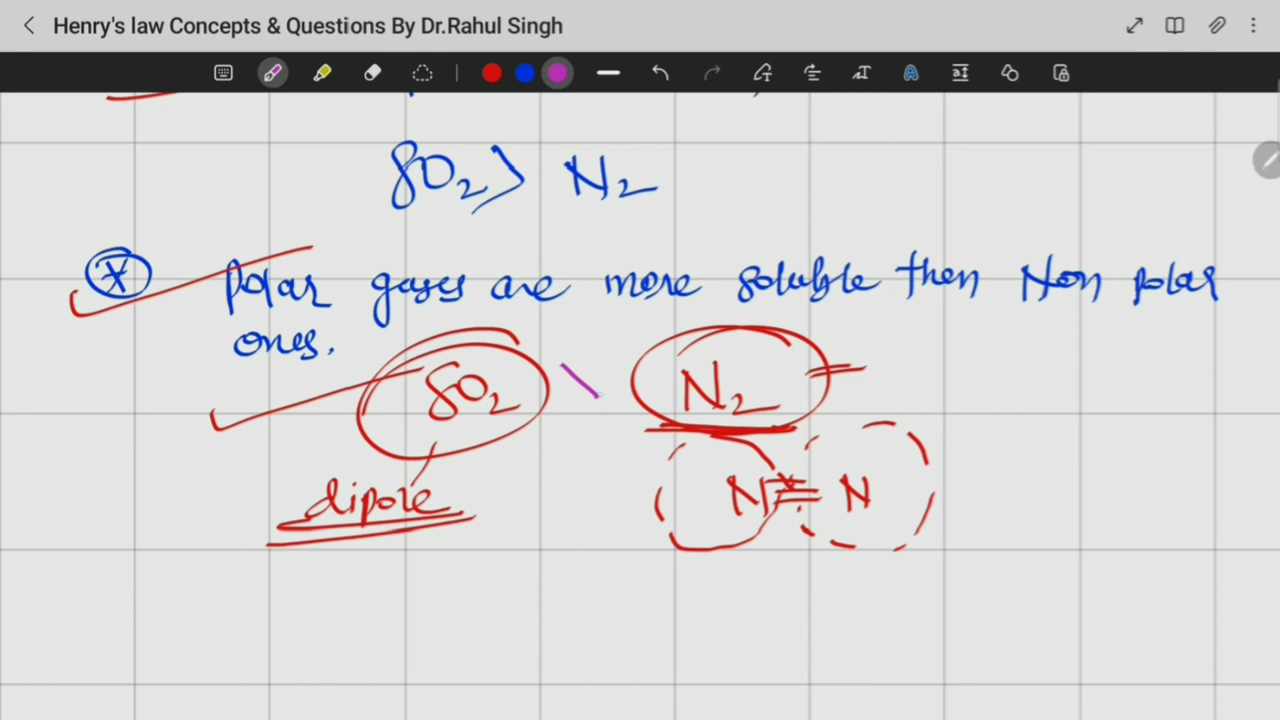 Henry's law Concepts & Questions By Dr.Rahul Singh
SO2 > N2
* Polar gases are more soluble then Non polar
ones.
SO2 N2
dipole N≡N